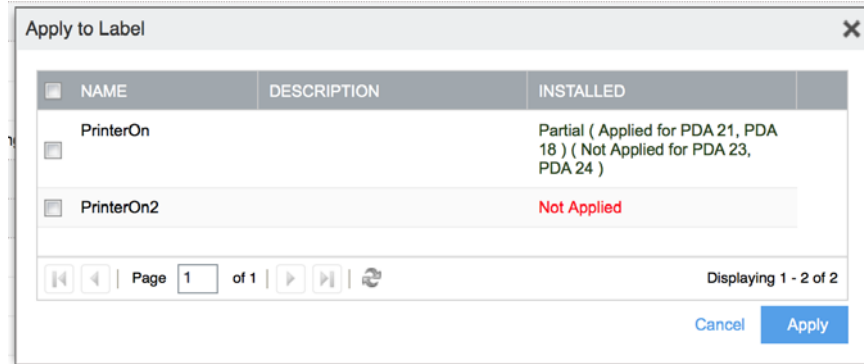 Apply to Label
NAME DESCRIPTION INSTALLED
PrinterOn Partial ( Applied for PDA 21, PDA
18 ) ( Not Applied for PDA 23,
PDA 24 )
PrinterOn2 Not Applied
Page 1 of 1 Displaying 1 - 2 of 2
Cancel Apply